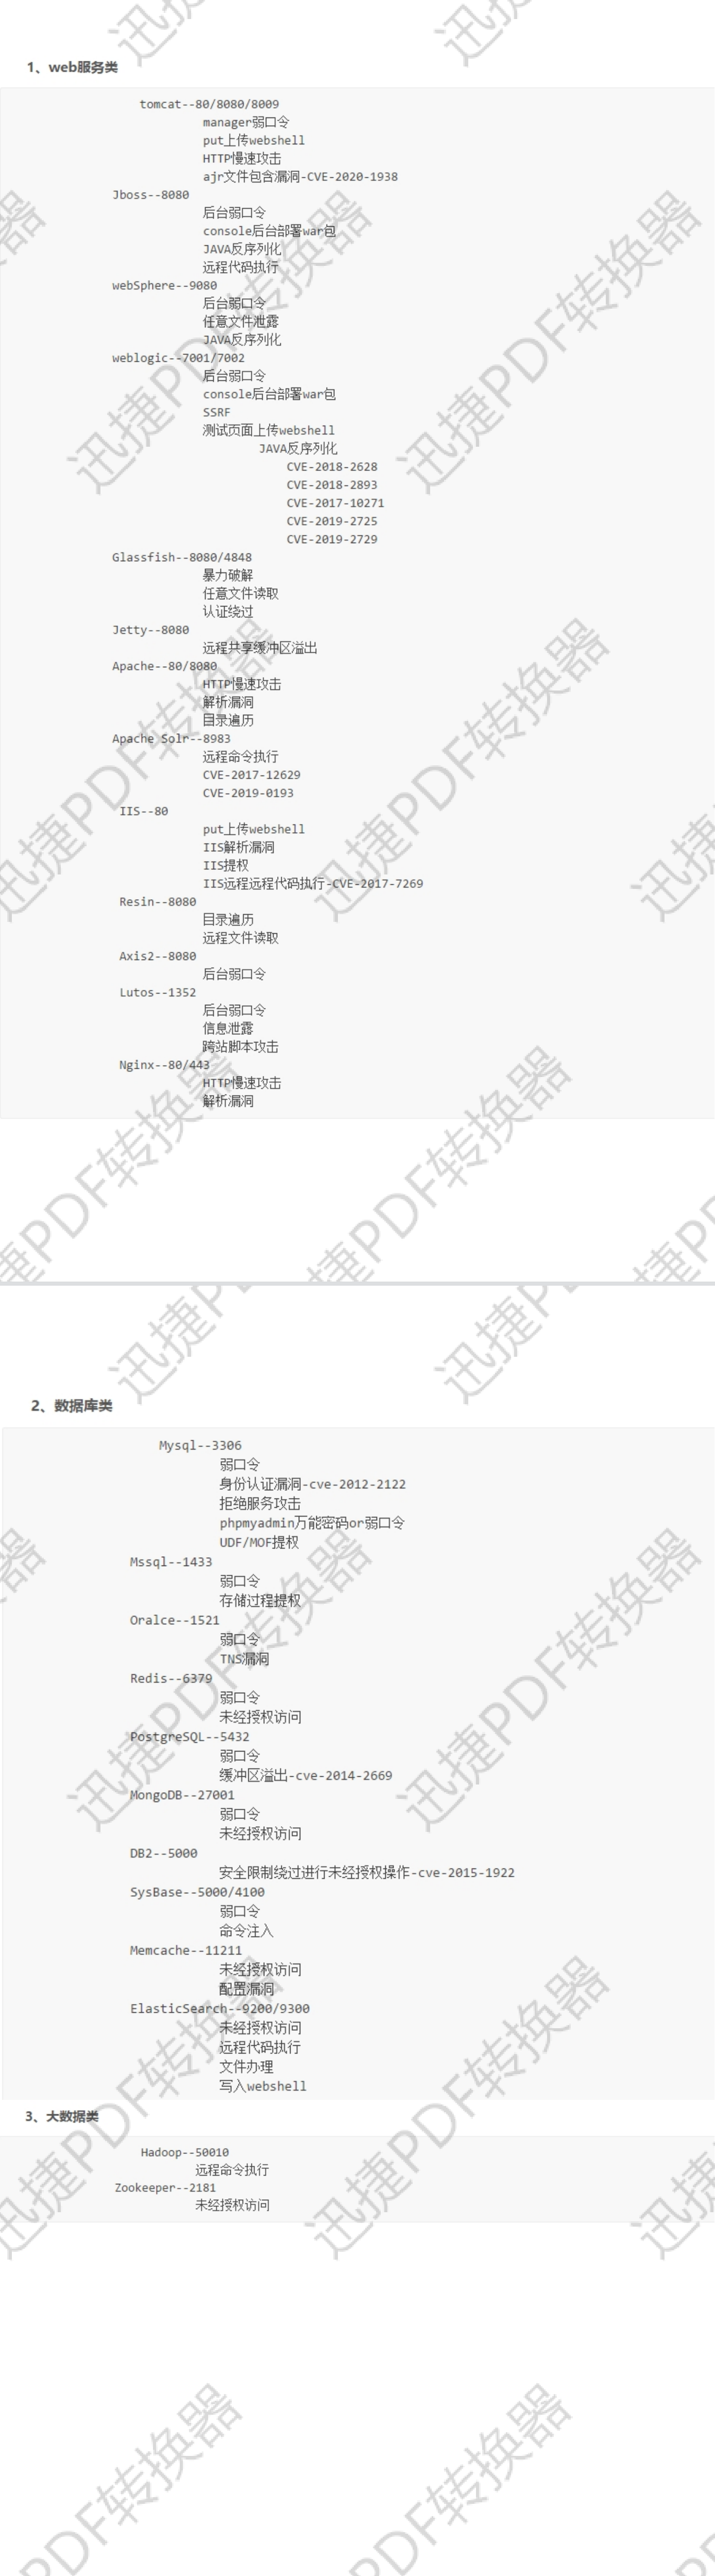 1、web服务类
tomcat--80/8080/8009
manager弱口令
put上传webshell
HTTP慢速攻击
ajr文件包含漏洞-CVE-2020-1938
Jboss--8080
后台弱口令
console后台部署war包
JAVA反序列化
远程代码执行
webSphere--9080
后台弱口令
任意文件泄露
JAVA反序列化
weblogic--7001/7002
后台弱口令
console后台部署war包
SSRF
测试页面上传webshell
JAVA反序列化
CVE-2018-2628
CVE-2018-2893
CVE-2017-10271
CVE-2019-2725
CVE-2019-2729
Glassfish--8080/4848
暴力破解
任意文件读取
认证绕过
Jetty--8080
远程共享缓冲区溢出
Apache--80/8080
HTTP慢速攻击
解析漏洞
目录遍历
Apache Solr--8983
远程命令执行
CVE-2017-12629
CVE-2019-0193
IIS--80
put上传webshell
IIS解析漏洞
IIS提权
IIS远程远程代码执行-CVE-2017-7269
Resin--8080
目录遍历
远程文件读取
Axis2--8080
后台弱口令
Lutos--1352
后台弱口令
信息泄露
跨站脚本攻击
Nginx--80/443
HTTP慢速攻击
解析漏洞
2、数据库类
Mysql--3306
弱口令
身份认证漏洞-cve-2012-2122
拒绝服务攻击
phpmyadmin万能密码or弱口令
UDF/MOF提权
Mssql--1433
弱口令
存储过程提权
Oralce--1521
弱口令
TNS漏洞
Redis--6379
弱口令
未经授权访问
PostgreSQL--5432
弱口令
缓冲区溢出-cve-2014-2669
MongoDB--27001
弱口令
未经授权访问
DB2--5000
安全限制绕过进行未经授权操作-cve-2015-1922
SysBase--5000/4100
弱口令
命令注入
Memcache--11211
未经授权访问
配置漏洞
ElasticSearch--9200/9300
未经授权访问
远程代码执行
文件办理
写入webshell
3、大数据类
Hadoop--50010
远程命令执行
Zookeeper--2181
未经授权访问
迅捷PDF转换器